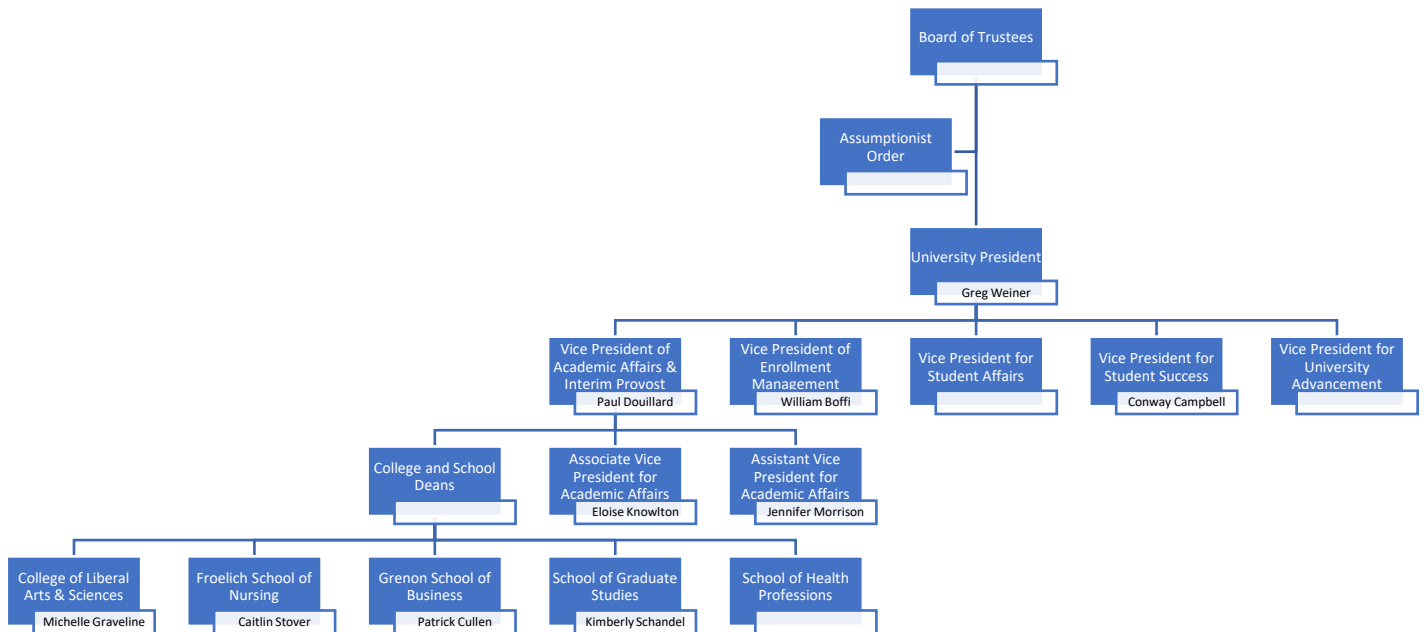 Board of Trustees
Assumptionist
Order
University President
Greg Weiner
Vice President of
Academic Affairs &
Interim Provost
Paul Douillard
Vice President of
Enrollment
Management
William Boffi
Vice President for
Student Affairs
Vice President for
Student Success
Conway Campbell
Vice President for
University
Advancement
College and School
Deans
Associate Vice
President for
Academic Affairs
Eloise Knowlton
Assistant Vice
President for
Academic Affairs
Jennifer Morrison
College of Liberal
Arts & Sciences
Michelle Graveline
Froelich School of
Nursing
Caitlin Stover
Grenon School of
Business
Patrick Cullen
School of Graduate
Studies
Kimberly Schandel
School of Health
Professions